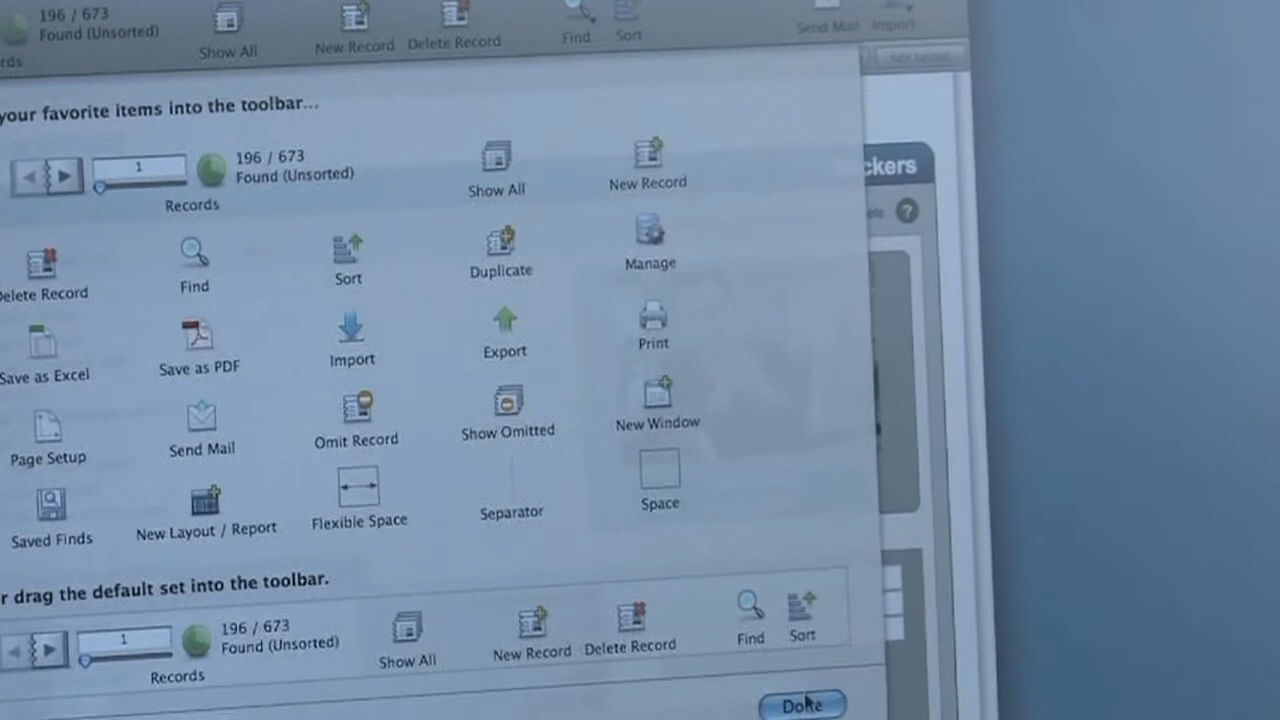 196 / 673
Found (Unsorted)
rds
Show All
New Record
Delete Record
Find
Sort
Send Mail
Import
your favorite items into the toolbar...
1
196 / 673
Found (Unsorted)
Records
Show All
New Record
ckers
?
Delete Record
Find
Sort
Duplicate
Manage
Save as Excel
Save as PDF
Import
Export
Print
Page Setup
Send Mail
Omit Record
Show Omitted
New Window
Saved Finds
New Layout / Report
Flexible Space
Separator
Space
r drag the default set into the toolbar.
1
196 / 673
Found (Unsorted)
Records
Show All
New Record
Delete Record
Find
Sort
Done